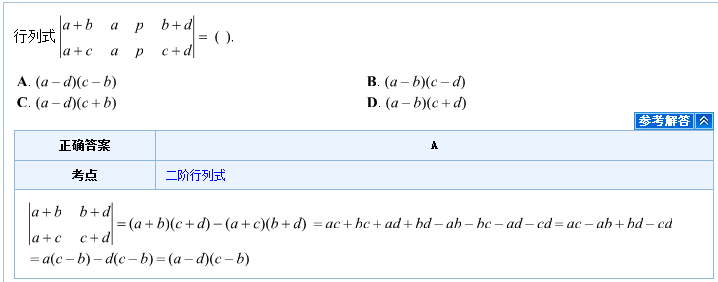 行列式 |a+b a p b+d| = ( ).
|a+c a p c+d|
A. (a−d)(c−b) B. (a−b)(c−d)
C. (a−d)(c+b) D. (a−b)(c+d)
参考解答
正确答案 A
考点 二阶行列式
|a+b b+d|
|a+c c+d| =(a+b)(c+d)−(a+c)(b+d) =ac+bc+ad+bd−ab−bc−ad−cd=ac−ab+bd−cd
=a(c−b)−d(c−b)=(a−d)(c−b)